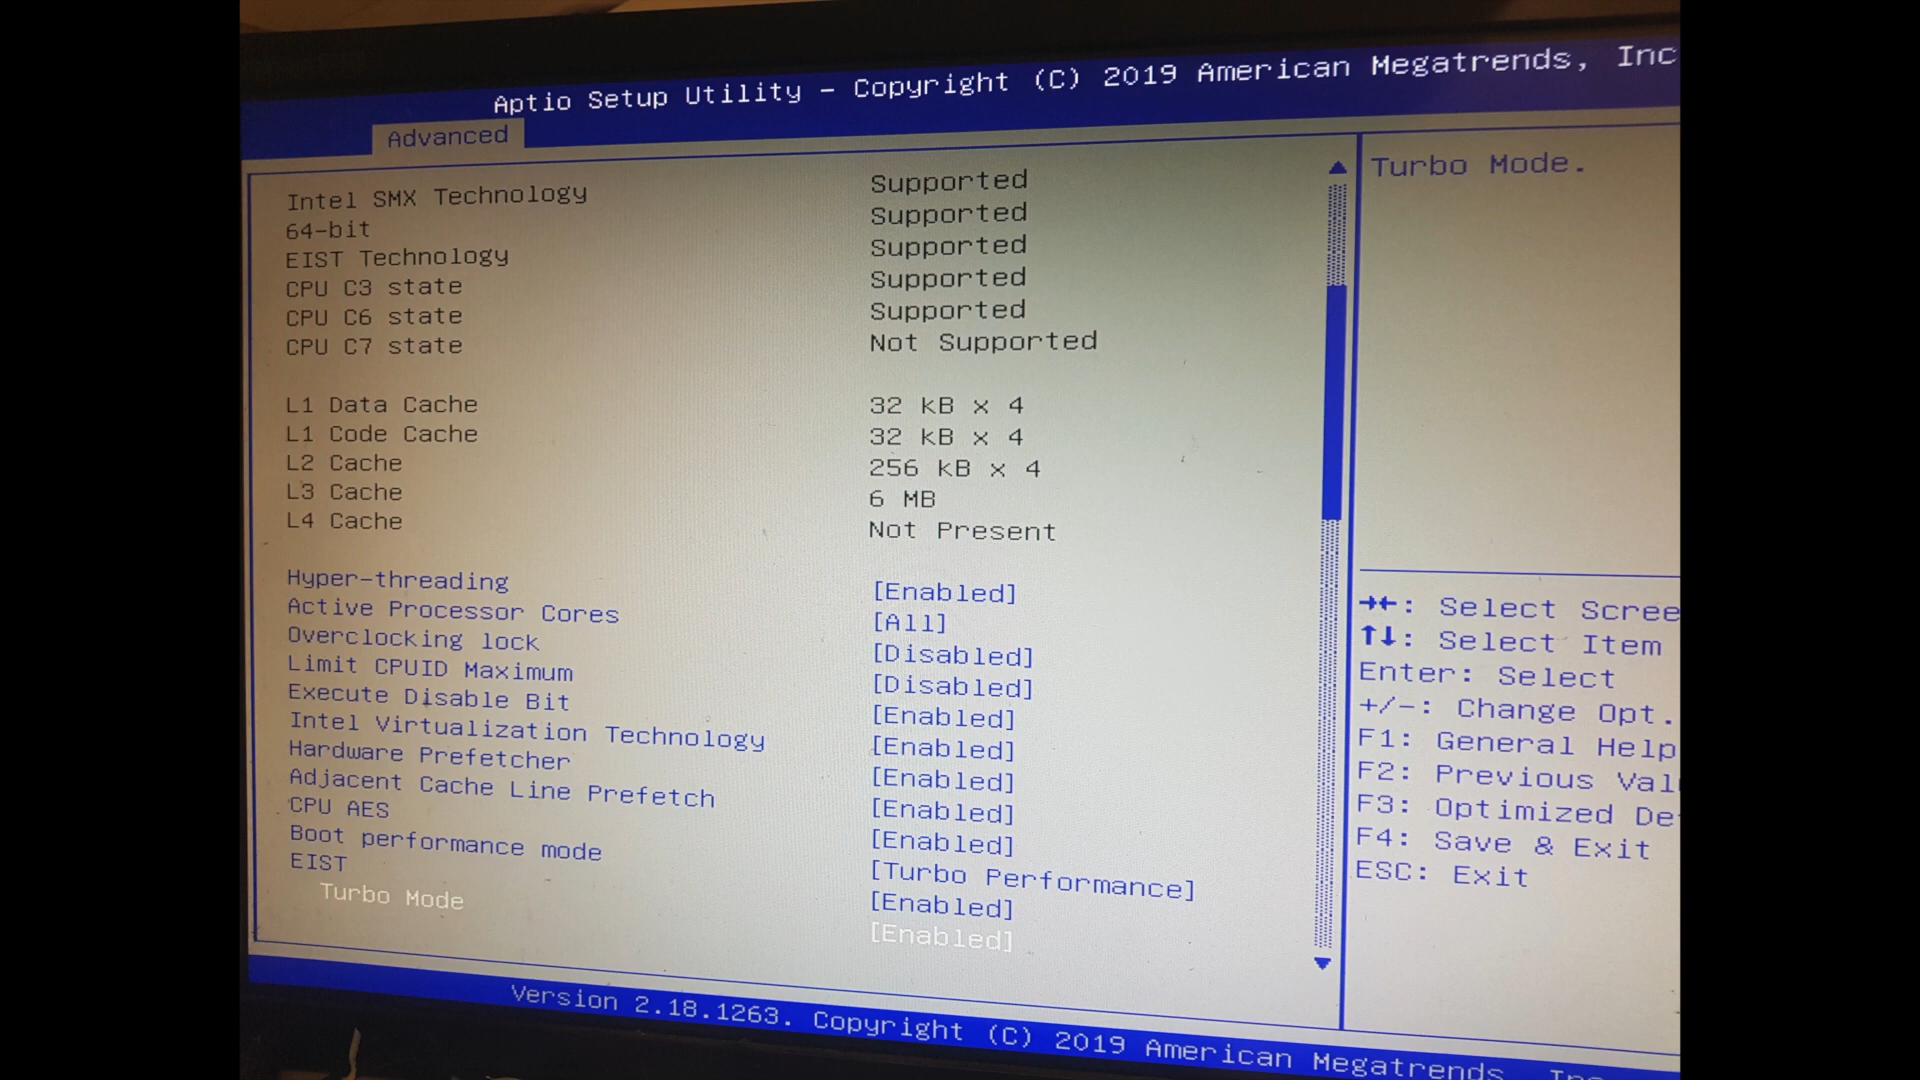 Aptio Setup Utility – Copyright (C) 2019 American Megatrends, Inc
Advanced
Intel SMX Technology Supported
64-bit Supported
EIST Technology Supported
CPU C3 state Supported
CPU C6 state Supported
CPU C7 state Not Supported
L1 Data Cache 32 kB x 4
L1 Code Cache 32 kB x 4
L2 Cache 256 kB x 4
L3 Cache 6 MB
L4 Cache Not Present
Hyper-threading [Enabled]
Active Processor Cores [All]
Overclocking lock [Disabled]
Limit CPUID Maximum [Disabled]
Execute Disable Bit [Enabled]
Intel Virtualization Technology [Enabled]
Hardware Prefetcher [Enabled]
Adjacent Cache Line Prefetch [Enabled]
CPU AES [Enabled]
Boot performance mode [Turbo Performance]
EIST [Enabled]
Turbo Mode [Enabled]
Turbo Mode.
→←: Select Scree
↑↓: Select Item
Enter: Select
+/-: Change Opt.
F1: General Help
F2: Previous Val
F3: Optimized De
F4: Save & Exit
ESC: Exit
Version 2.18.1263. Copyright (C) 2019 American Megatrends, Inc